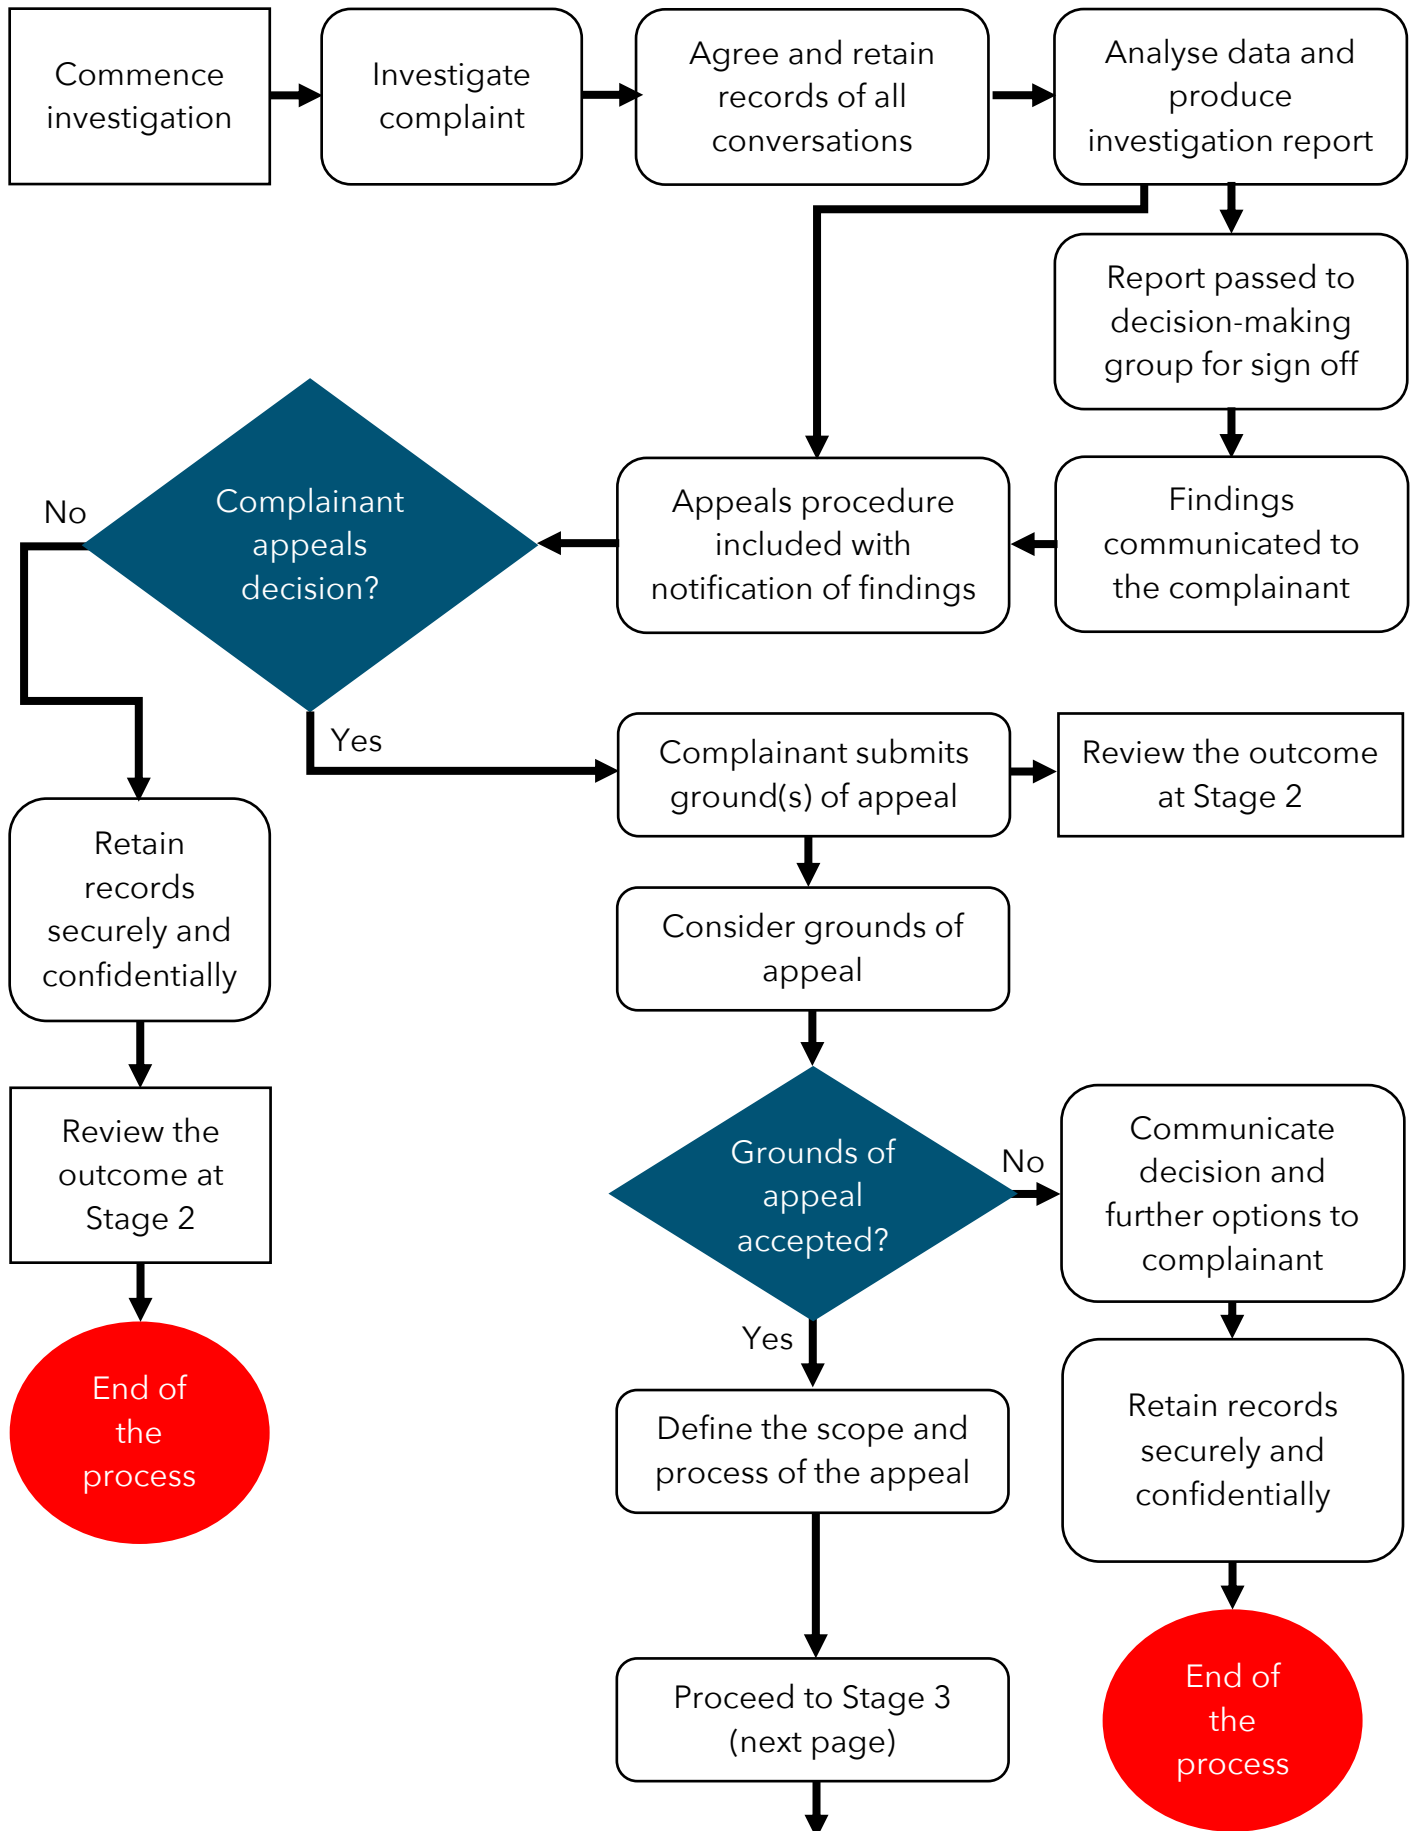 Commence
investigation
Investigate
complaint
Agree and retain
records of all
conversations
Analyse data and
produce
investigation report
Report passed to
decision-making
group for sign off
Findings
communicated to
the complainant
Appeals procedure
included with
notification of findings
Complainant
appeals
decision?
No
Yes
Retain
records
securely and
confidentially
Review the
outcome at
Stage 2
End of
the
process
Complainant submits
ground(s) of appeal
Review the outcome
at Stage 2
Consider grounds of
appeal
Grounds of
appeal
accepted?
No
Communicate
decision and
further options to
complainant
Retain records
securely and
confidentially
End of
the
process
Yes
Define the scope and
process of the appeal
Proceed to Stage 3
(next page)